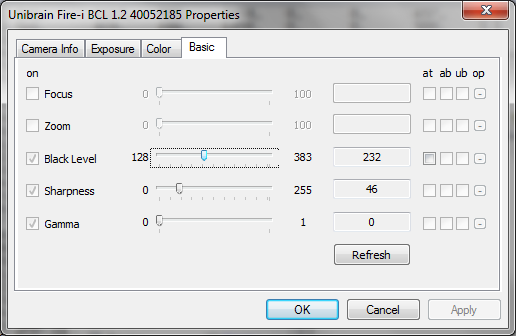 Unibrain Fire-i BCL 1.2 40052185 Properties
Camera Info Exposure Color Basic
on at ab ub op
Focus 0 100 -
Zoom 0 100 -
Black Level 128 383 232 -
Sharpness 0 255 46 -
Gamma 0 1 0 -
Refresh
OK Cancel Apply